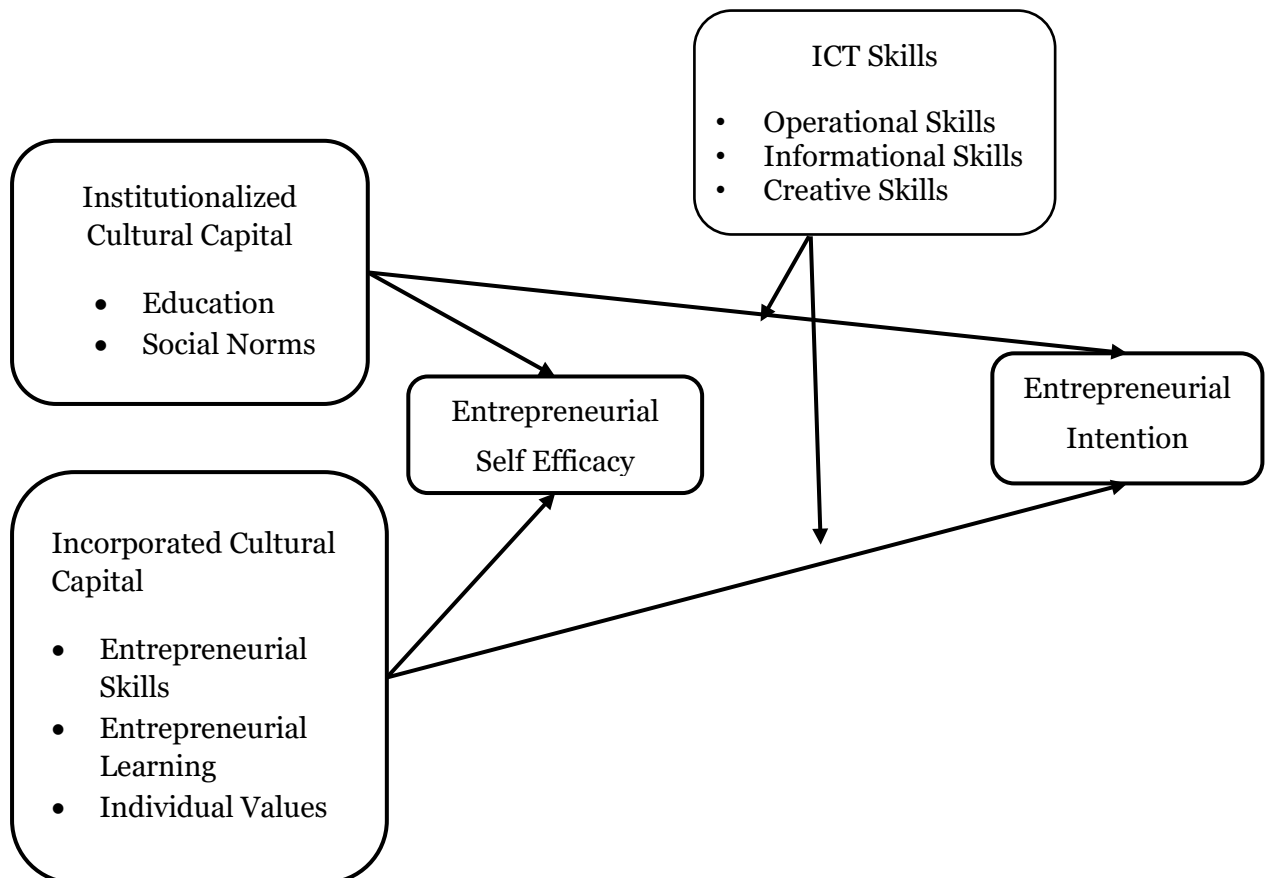 ICT Skills
• Operational Skills
• Informational Skills
• Creative Skills
Institutionalized
Cultural Capital
• Education
• Social Norms
Entrepreneurial
Self Efficacy
Entrepreneurial
Intention
Incorporated Cultural
Capital
• Entrepreneurial
Skills
• Entrepreneurial
Learning
• Individual Values